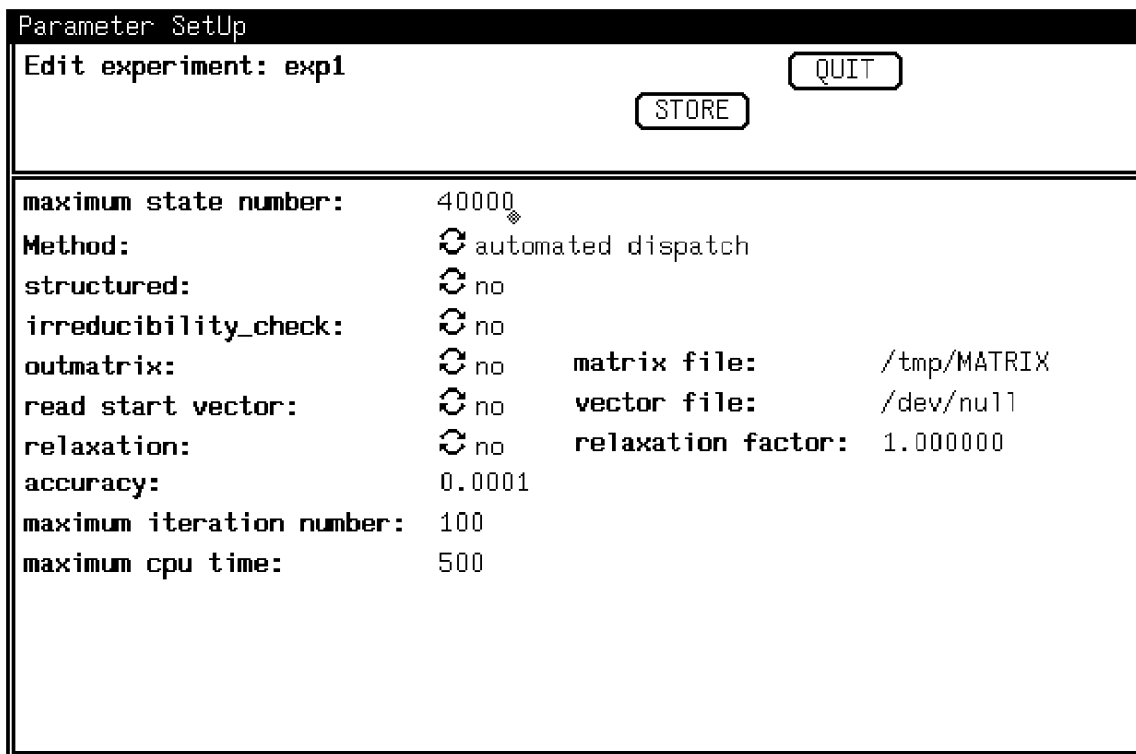 Parameter SetUp
Edit experiment: exp1 QUIT
STORE
maximum state number: 40000
Method: automated dispatch
structured: no
irreducibility_check: no
outmatrix: no matrix file: /tmp/MATRIX
read start vector: no vector file: /dev/null
relaxation: no relaxation factor: 1.000000
accuracy: 0.0001
maximum iteration number: 100
maximum cpu time: 500